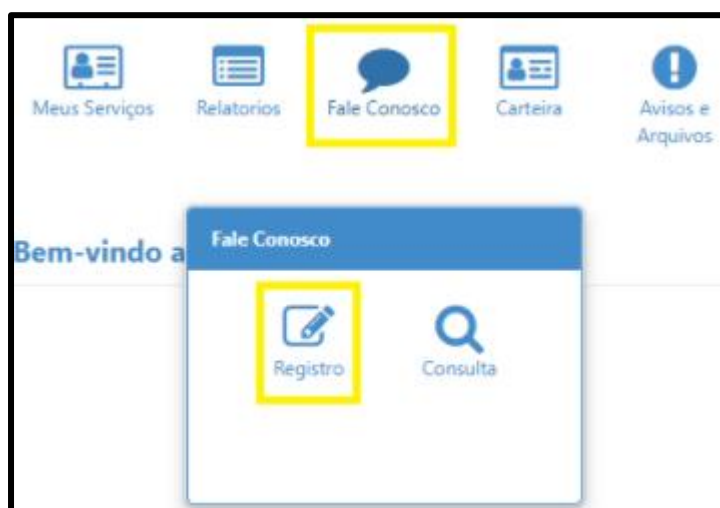 Meus Serviços
Relatorios
Fale Conosco
Carteira
Avisos e
Arquivos
Bem-vindo a
Fale Conosco
Registro
Consulta